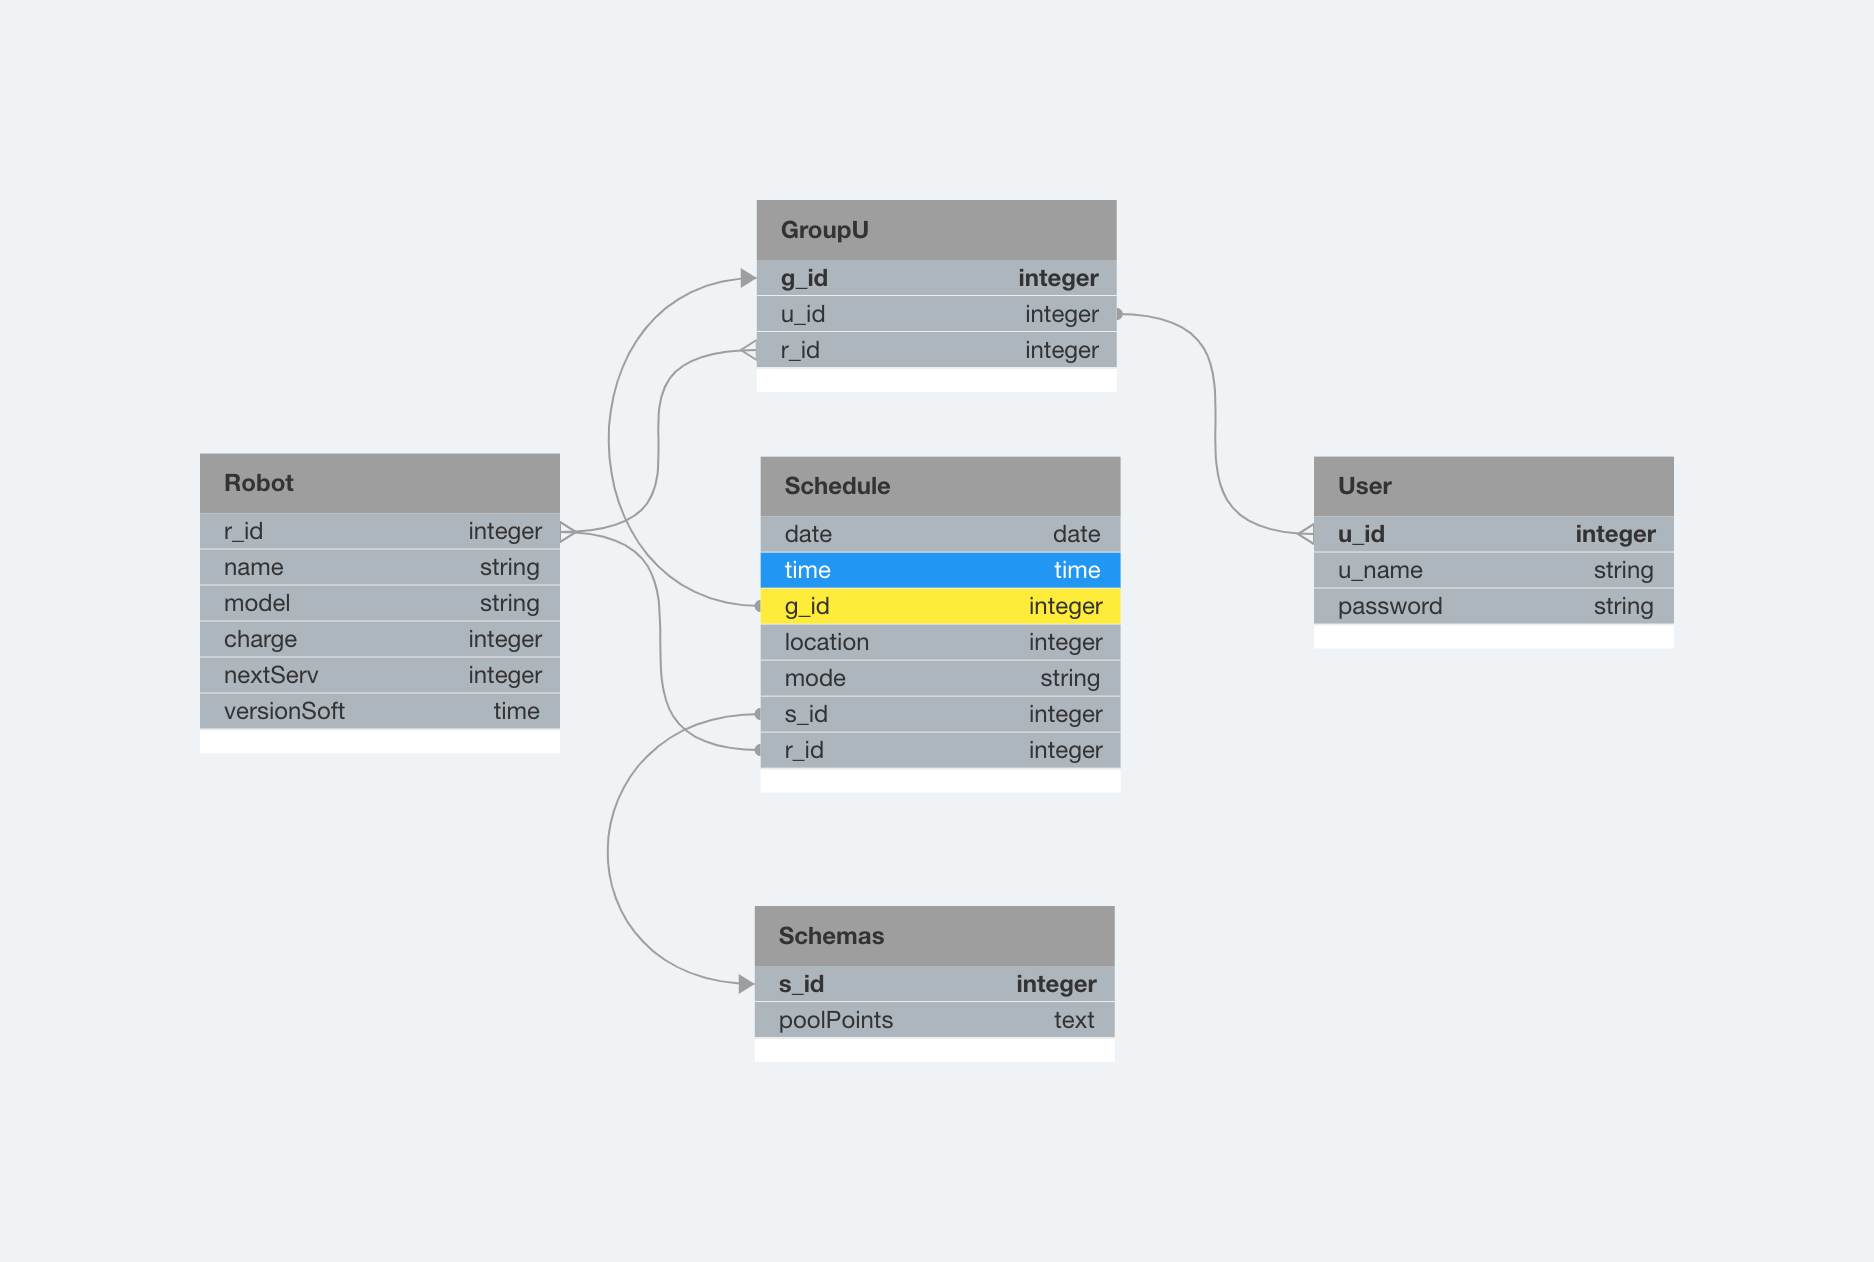 GroupU
g_id integer
u_id integer
r_id integer
Robot
r_id integer
name string
model string
charge integer
nextServ integer
versionSoft time
Schedule
date date
time time
g_id integer
location integer
mode string
s_id integer
r_id integer
User
u_id integer
u_name string
password string
Schemas
s_id integer
poolPoints text